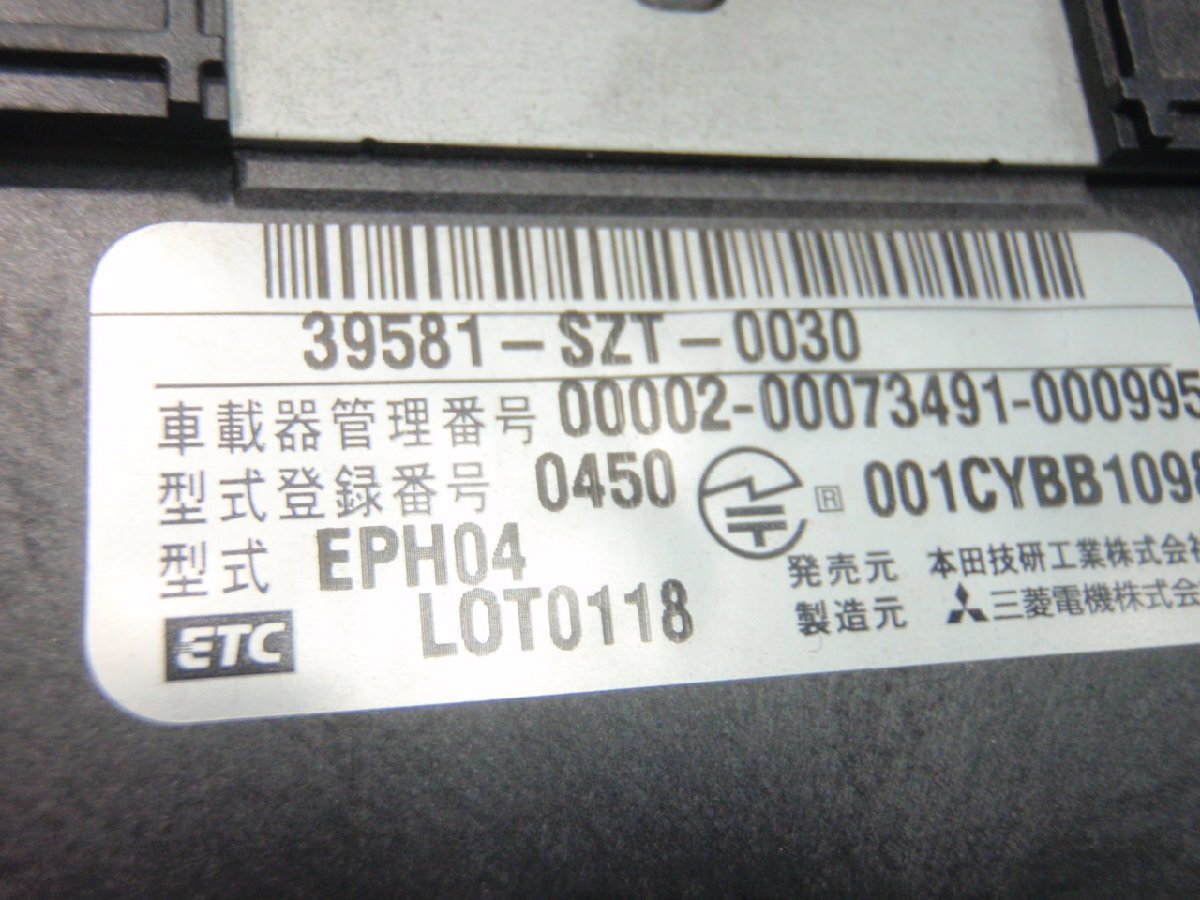 39581-SZT-0030
車載器管理番号 00002-00073491-000995
型式登録番号 0450 R 001CYBB109
型式 EPH04
発売元 本田技研工業株式会社
LOT0118
製造元 三菱電機株式会
ETC